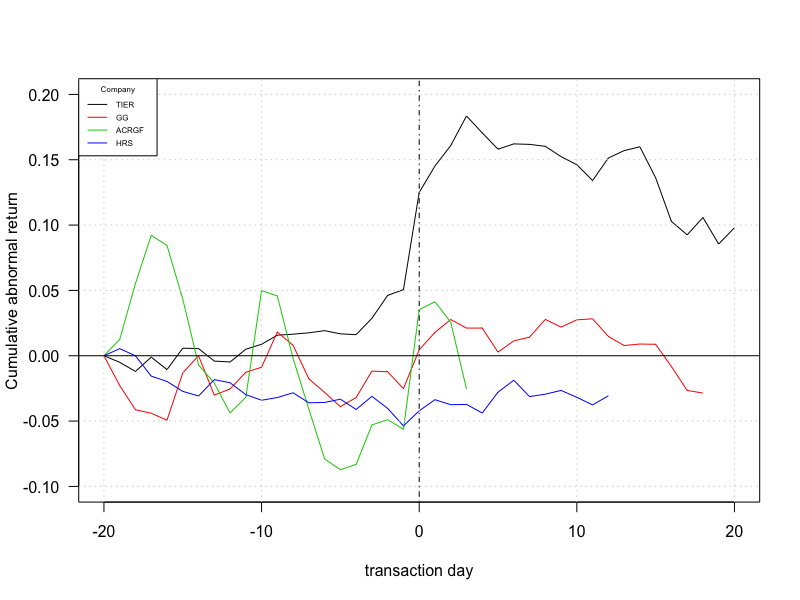 Company
TIER
GG
ACRGF
HRS
Cumulative abnormal return
0.20
0.15
0.10
0.05
0.00
-0.05
-0.10
-20 -10 0 10 20
transaction day